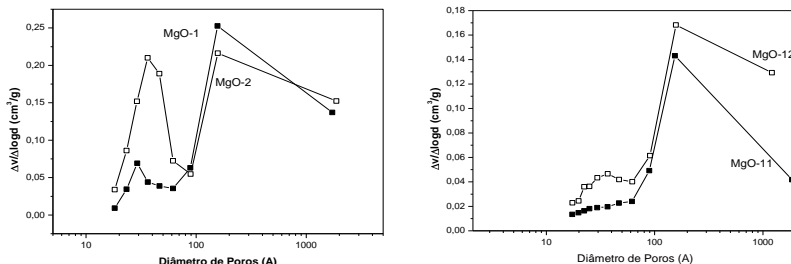 0,25
0,20
0,15
0,10
0,05
0,00
Δv/Δlogd (cm³/g)
MgO-1
MgO-2
10 100 1000
Diâmetro de Poros (A)
0,18
0,16
0,14
0,12
0,10
0,08
0,06
0,04
0,02
0,00
Δv/Δlogd (cm³/g)
MgO-12
MgO-11
10 100 1000
Diâmetro de Poros (A)